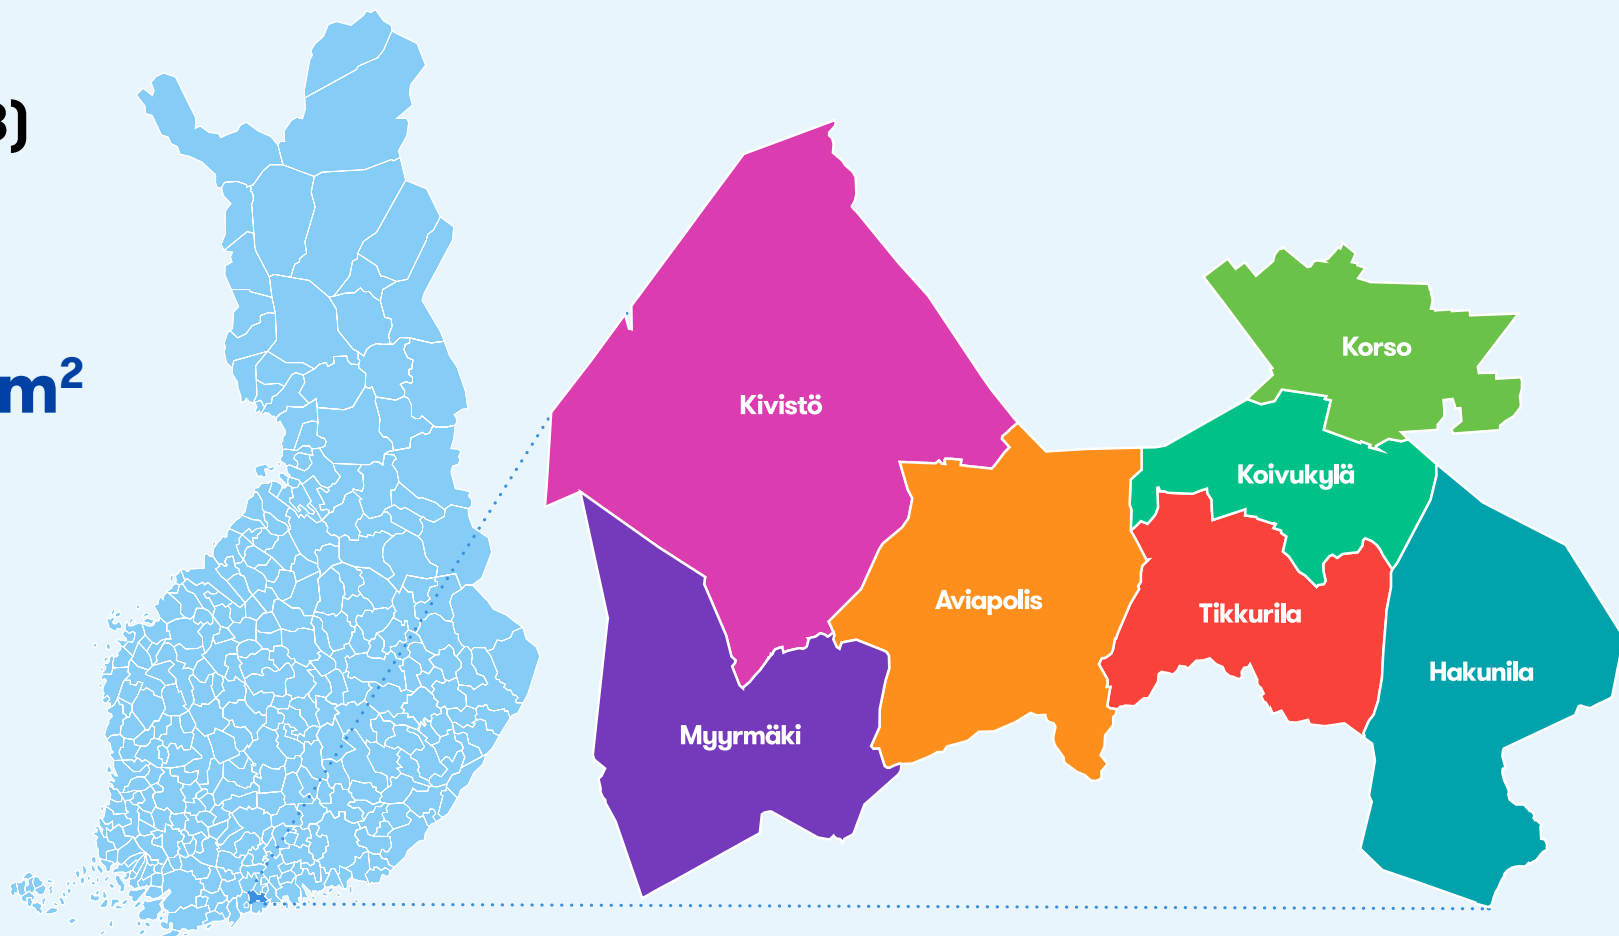 3)
m²
Kivistö
Korso
Koivukylä
Aviapolis
Tikkurila
Hakunila
Myyrmäki